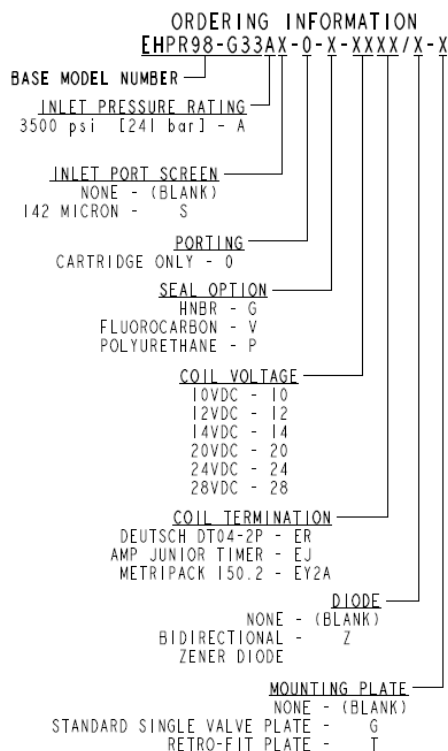 ORDERING INFORMATION
EHPR98-G33AX-0-X-XXXX/X-X
BASE MODEL NUMBER
INLET PRESSURE RATING
3500 psi [241 bar] - A
INLET PORT SCREEN
NONE - (BLANK)
142 MICRON - S
PORTING
CARTRIDGE ONLY - 0
SEAL OPTION
HNBR - G
FLUOROCARBON - V
POLYURETHANE - P
COIL VOLTAGE
10VDC - 10
12VDC - 12
14VDC - 14
20VDC - 20
24VDC - 24
28VDC - 28
COIL TERMINATION
DEUTSCH DT04-2P - ER
AMP JUNIOR TIMER - EJ
METRIPACK 150.2 - EY2A
DIODE
NONE - (BLANK)
BIDIRECTIONAL - Z
ZENER DIODE
MOUNTING PLATE
NONE - (BLANK)
STANDARD SINGLE VALVE PLATE - G
RETRO-FIT PLATE - T